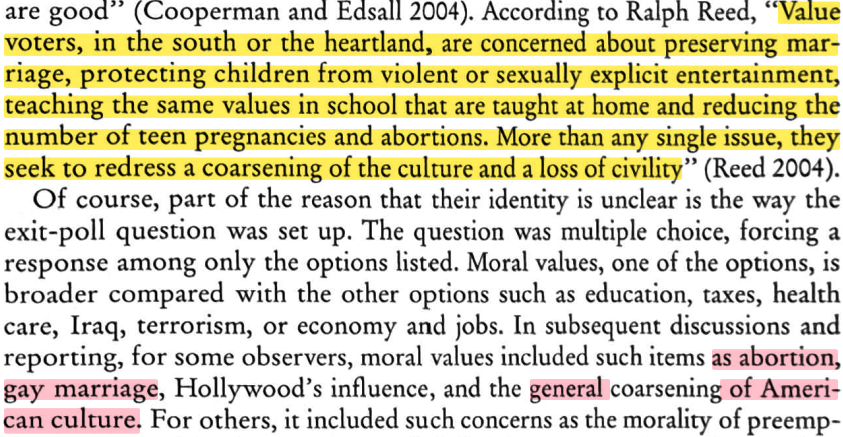 are good” (Cooperman and Edsall 2004). According to Ralph Reed, “Value
voters, in the south or the heartland, are concerned about preserving mar-
riage, protecting children from violent or sexually explicit entertainment,
teaching the same values in school that are taught at home and reducing the
number of teen pregnancies and abortions. More than any single issue, they
seek to redress a coarsening of the culture and a loss of civility” (Reed 2004).
Of course, part of the reason that their identity is unclear is the way the
exit-poll question was set up. The question was multiple choice, forcing a
response among only the options listed. Moral values, one of the options, is
broader compared with the other options such as education, taxes, health
care, Iraq, terrorism, or economy and jobs. In subsequent discussions and
reporting, for some observers, moral values included such items as abortion,
gay marriage, Hollywood’s influence, and the general coarsening of Ameri-
can culture. For others, it included such concerns as the morality of preemp-